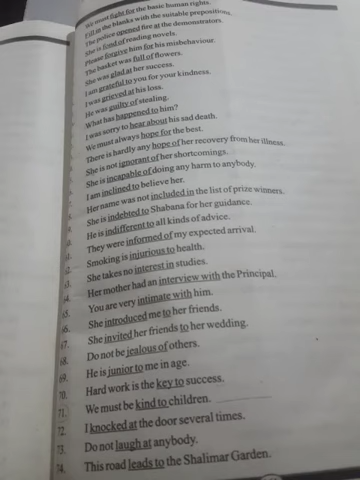 We must fight for the basic human rights.
Fill in the blanks with the suitable prepositions.
The police opened fire at the demonstrators.
She is fond of reading novels.
Please forgive him for his misbehaviour.
The basket was full of flowers.
She was glad at her success.
I am grateful to you for your kindness.
I was grieved at his loss.
He was guilty of stealing.
What has happened to him?
I was sorry to hear about his sad death.
We must always hope for the best.
There is hardly any hope of her recovery from her illness.
She is not ignorant of her shortcomings.
She is incapable of doing any harm to anybody.
I am inclined to believe her.
Her name was not included in the list of prize winners.
She is indebted to Shabana for her guidance.
He is indifferent to all kinds of advice.
They were informed of my expected arrival.
Smoking is injurious to health.
She takes no interest in studies.
Her mother had an interview with the Principal.
65. You are very intimate with him.
66. She introduced me to her friends.
67. She invited her friends to her wedding.
68. Do not be jealous of others.
69. He is junior to me in age.
70. Hard work is the key to success.
71. We must be kind to children.
72. I knocked at the door several times.
73. Do not laugh at anybody.
74. This road leads to the Shalimar Garden.